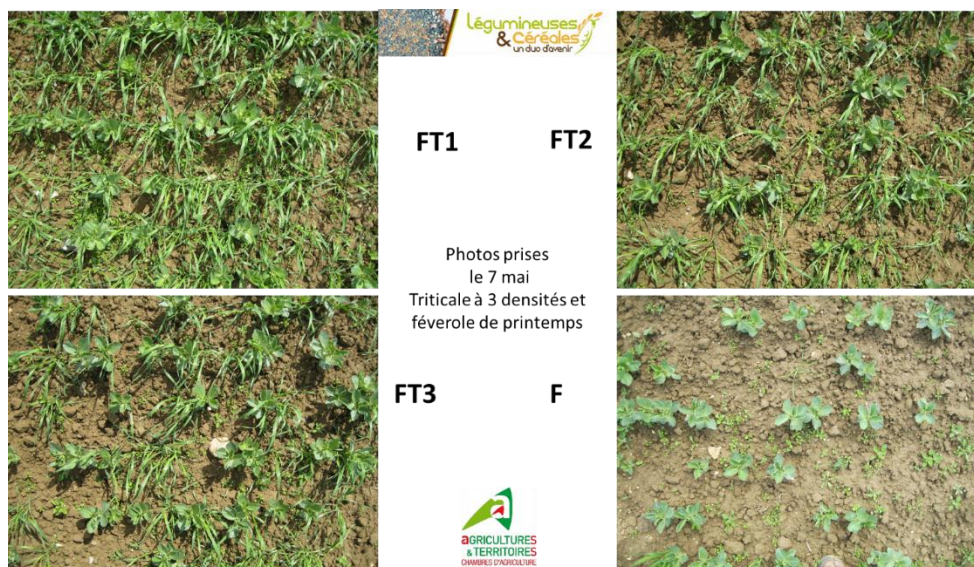 Légumineuses
& Céréales
un duo d'avenir
FT1
FT2
Photos prises
le 7 mai
Triticale à 3 densités et
féverole de printemps
FT3
F
agricultures
& TERRITOIRES
CHAMBRES D'AGRICULTURE